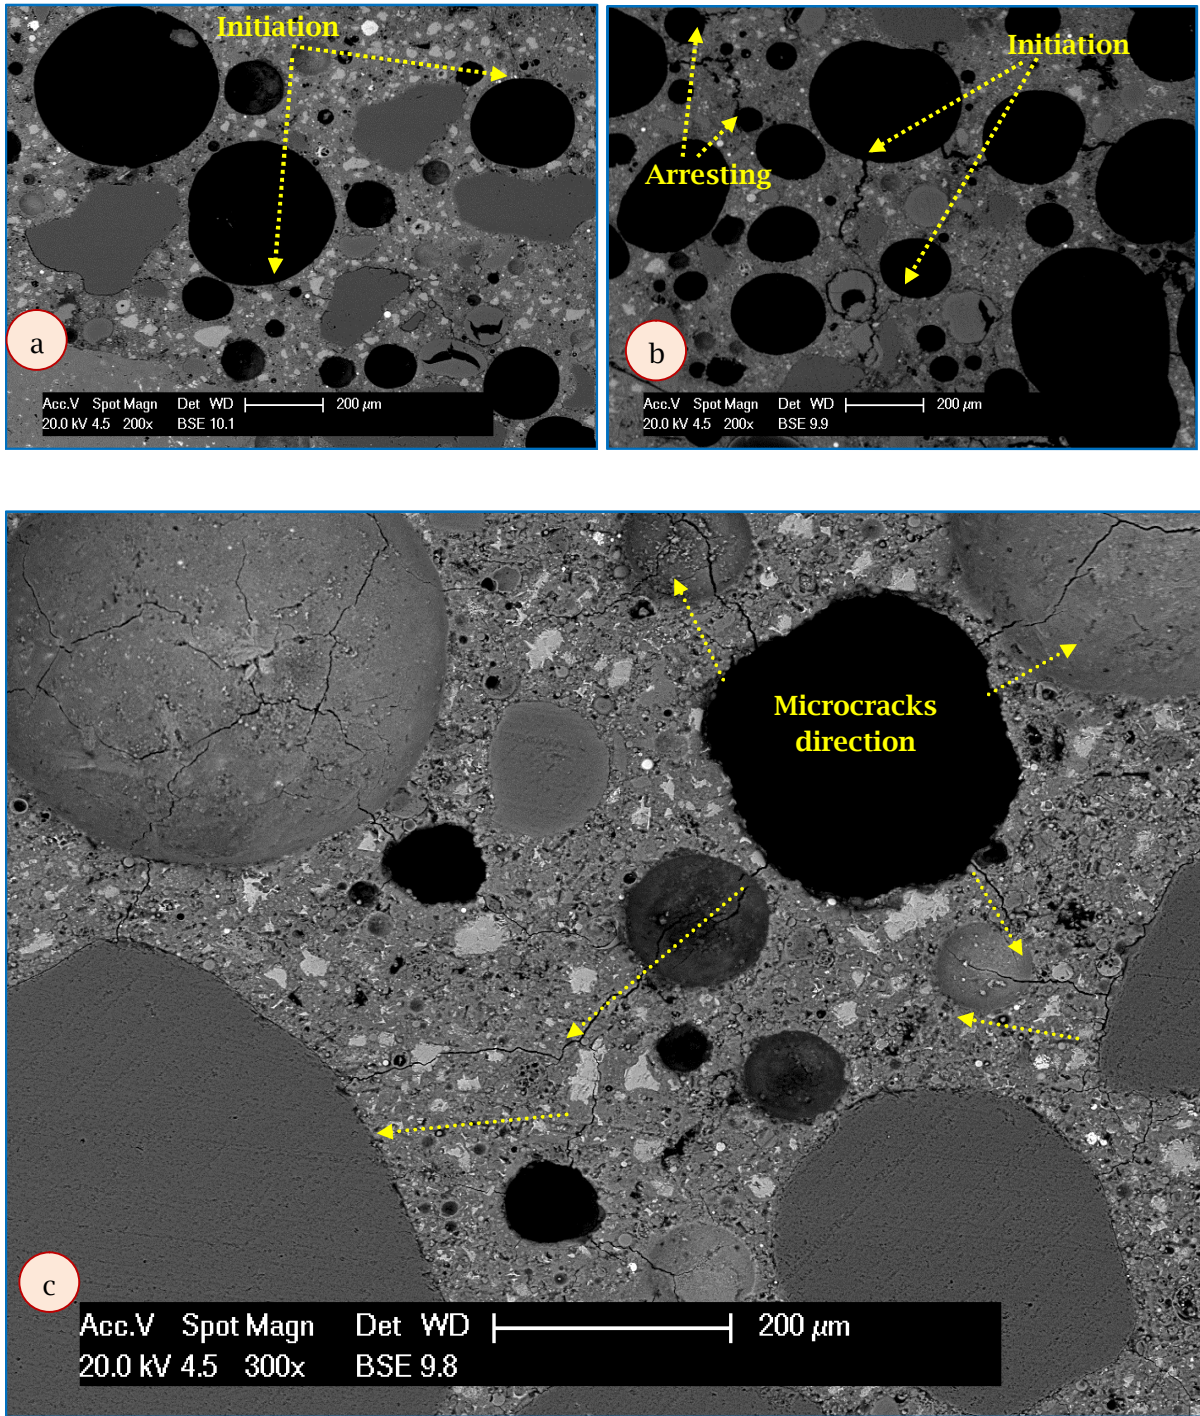 Initiation
a
Acc.V Spot Magn Det WD 200 µm
20.0 kV 4.5 200x BSE 10.1
Initiation
Arresting
b
Acc.V Spot Magn Det WD 200 µm
20.0 kV 4.5 200x BSE 9.9
Microcracks
direction
c
Acc.V Spot Magn Det WD 200 µm
20.0 kV 4.5 300x BSE 9.8